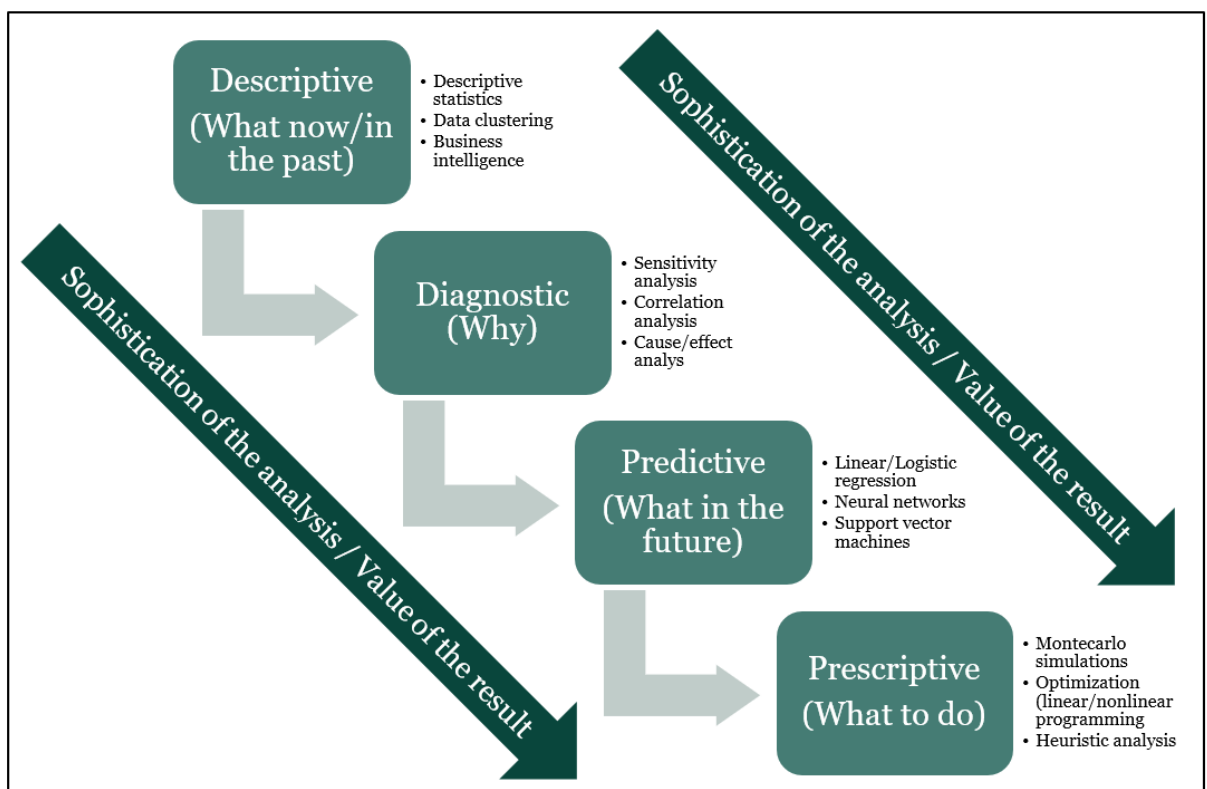 Descriptive
(What now/in
the past)
• Descriptive
statistics
• Data clustering
• Business
intelligence
Sophistication of the analysis / Value of the result
Diagnostic
(Why)
• Sensitivity
analysis
• Correlation
analysis
• Cause/effect
analys
Sophistication of the analysis / Value of the result
Predictive
(What in the
future)
• Linear/Logistic
regression
• Neural networks
• Support vector
machines
Prescriptive
(What to do)
• Montecarlo
simulations
• Optimization
(linear/nonlinear
programming
• Heuristic analysis